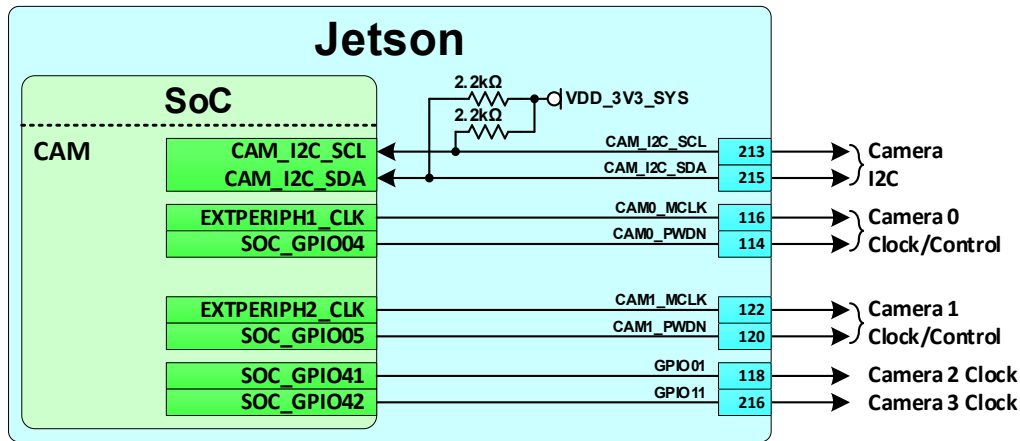 Jetson
2.2kΩ
SoC
VDD_3V3_SYS
2.2kΩ
CAM
CAM_I2C_SCL CAM_I2C_SCL 213 Camera
CAM_I2C_SDA CAM_I2C_SDA 215 I2C
EXTPERIPH1_CLK CAM0_MCLK 116 Camera 0
SOC_GPIO04 CAM0_PWDN 114 Clock/Control
EXTPERIPH2_CLK CAM1_MCLK 122 Camera 1
SOC_GPIO05 CAM1_PWDN 120 Clock/Control
SOC_GPIO41 GPIO01 118 Camera 2 Clock
SOC_GPIO42 GPIO11 216 Camera 3 Clock